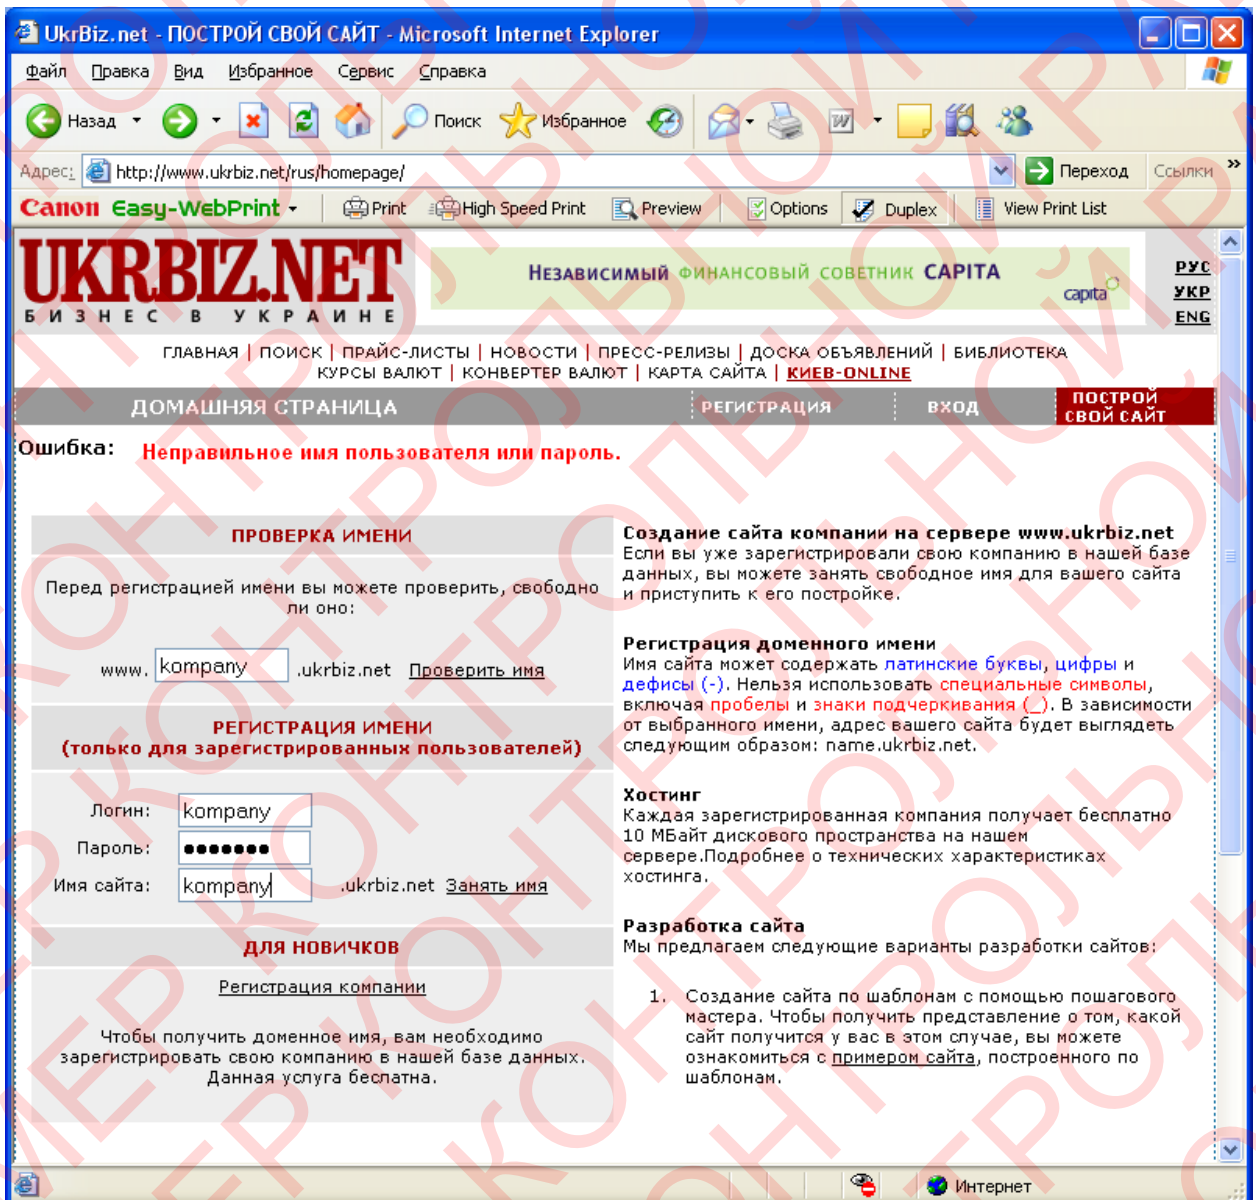 UkrBiz.net - ПОСТРОЙ СВОЙ САЙТ - Microsoft Internet Explorer
Файл Правка Вид Избранное Сервис Справка
Назад Поиск Избранное
Адрес: http://www.ukrbiz.net/rus/homepage/ Переход Ссылки »
Canon Easy-WebPrint Print High Speed Print Preview Options Duplex View Print List
UKRBIZ.NET
БИЗНЕС В УКРАИНЕ
НЕЗАВИСИМЫЙ ФИНАНСОВЫЙ СОВЕТНИК CAPITA
capita
РУС
УКР
ENG
ГЛАВНАЯ | ПОИСК | ПРАЙС-ЛИСТЫ | НОВОСТИ | ПРЕСС-РЕЛИЗЫ | ДОСКА ОБЪЯВЛЕНИЙ | БИБЛИОТЕКА
КУРСЫ ВАЛЮТ | КОНВЕРТЕР ВАЛЮТ | КАРТА САЙТА | КИЕВ-ONLINE
ДОМАШНЯЯ СТРАНИЦА РЕГИСТРАЦИЯ ВХОД ПОСТРОЙ
СВОЙ САЙТ
Ошибка: Неправильное имя пользователя или пароль.
ПРОВЕРКА ИМЕНИ
Перед регистрацией имени вы можете проверить, свободно
ли оно:
www. kompany .ukrbiz.net Проверить имя
РЕГИСТРАЦИЯ ИМЕНИ
(только для зарегистрированных пользователей)
Логин: kompany
Пароль: •••••••
Имя сайта: kompany .ukrbiz.net Занять имя
ДЛЯ НОВИЧКОВ
Регистрация компании
Чтобы получить доменное имя, вам необходимо
зарегистрировать свою компанию в нашей базе данных.
Данная услуга беслатна.
Создание сайта компании на сервере www.ukrbiz.net
Если вы уже зарегистрировали свою компанию в нашей базе
данных, вы можете занять свободное имя для вашего сайта
и приступить к его постройке.
Регистрация доменного имени
Имя сайта может содержать латинские буквы, цифры и
дефисы (-). Нельзя использовать специальные символы,
включая пробелы и знаки подчеркивания (_). В зависимости
от выбранного имени, адрес вашего сайта будет выглядеть
следующим образом: name.ukrbiz.net.
Хостинг
Каждая зарегистрированная компания получает бесплатно
10 МБайт дискового пространства на нашем
сервере.Подробнее о технических характеристиках
хостинга.
Разработка сайта
Мы предлагаем следующие варианты разработки сайтов:
1. Создание сайта по шаблонам с помощью пошагового
мастера. Чтобы получить представление о том, какой
сайт получится у вас в этом случае, вы можете
ознакомиться с примером сайта, построенного по
шаблонам.
Интернет